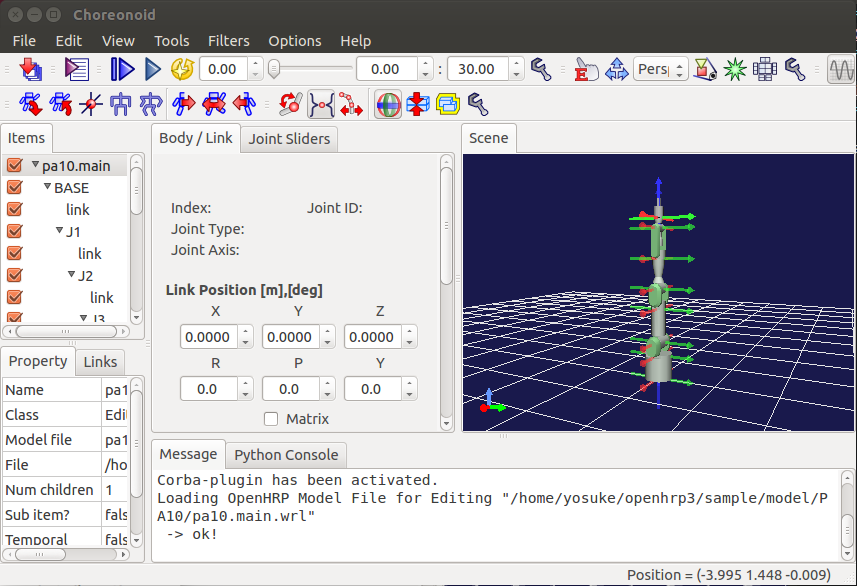 Choreonoid
File Edit View Tools Filters Options Help
0.00 0.00 : 30.00 E Pers
Items
pa10.main
BASE
link
J1
link
J2
link
J3
Body / Link Joint Sliders
Index: Joint ID:
Joint Type:
Joint Axis:
Link Position [m],[deg]
X Y Z
0.0000 0.0000 0.0000
R P Y
0.0 0.0 0.0
Matrix
Scene
Property Links
Name pa1
Class Edi
Model file pa1
File /ho
Num children 1
Sub item? fals
Temporal fals
Message Python Console
Corba-plugin has been activated.
Loading OpenHRP Model File for Editing "/home/yosuke/openhrp3/sample/model/P
A10/pa10.main.wrl"
-> ok!
Position = (-3.995 1.448 -0.009)